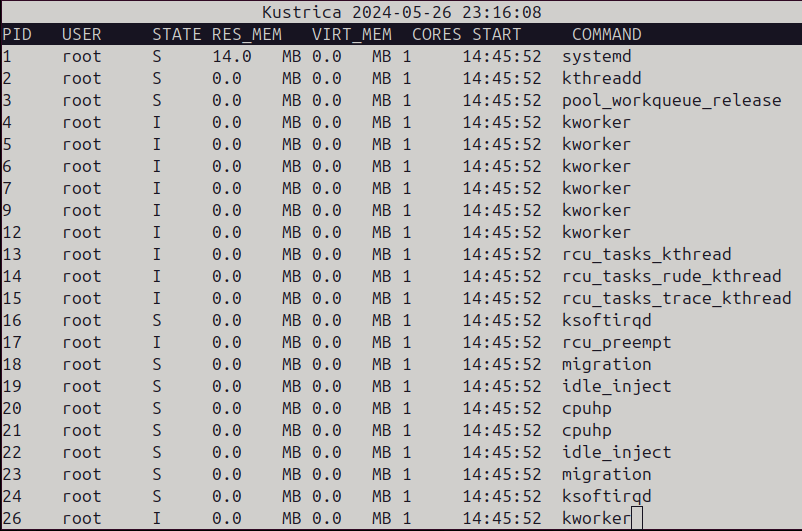 Kustrica 2024-05-26 23:16:08
PID USER STATE RES_MEM VIRT_MEM CORES START COMMAND
1 root S 14.0 MB 0.0 MB 1 14:45:52 systemd
2 root S 0.0 MB 0.0 MB 1 14:45:52 kthreadd
3 root S 0.0 MB 0.0 MB 1 14:45:52 pool_workqueue_release
4 root I 0.0 MB 0.0 MB 1 14:45:52 kworker
5 root I 0.0 MB 0.0 MB 1 14:45:52 kworker
6 root I 0.0 MB 0.0 MB 1 14:45:52 kworker
7 root I 0.0 MB 0.0 MB 1 14:45:52 kworker
9 root I 0.0 MB 0.0 MB 1 14:45:52 kworker
12 root I 0.0 MB 0.0 MB 1 14:45:52 kworker
13 root I 0.0 MB 0.0 MB 1 14:45:52 rcu_tasks_kthread
14 root I 0.0 MB 0.0 MB 1 14:45:52 rcu_tasks_rude_kthread
15 root I 0.0 MB 0.0 MB 1 14:45:52 rcu_tasks_trace_kthread
16 root S 0.0 MB 0.0 MB 1 14:45:52 ksoftirqd
17 root I 0.0 MB 0.0 MB 1 14:45:52 rcu_preempt
18 root S 0.0 MB 0.0 MB 1 14:45:52 migration
19 root S 0.0 MB 0.0 MB 1 14:45:52 idle_inject
20 root S 0.0 MB 0.0 MB 1 14:45:52 cpuhp
21 root S 0.0 MB 0.0 MB 1 14:45:52 cpuhp
22 root S 0.0 MB 0.0 MB 1 14:45:52 idle_inject
23 root S 0.0 MB 0.0 MB 1 14:45:52 migration
24 root S 0.0 MB 0.0 MB 1 14:45:52 ksoftirqd
26 root I 0.0 MB 0.0 MB 1 14:45:52 kworker